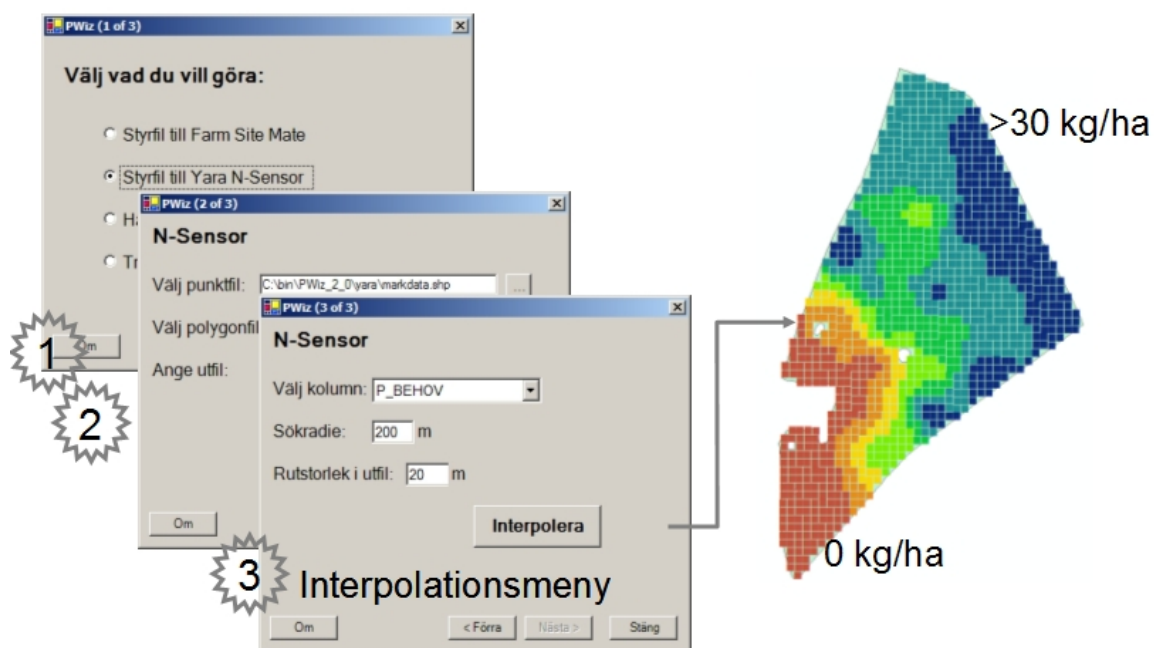 PWiz (1 of 3)
Välj vad du vill göra:
Styrfil till Farm Site Mate
Styrfil till Yara N-Sensor
Om
1
PWiz (2 of 3)
N-Sensor
Välj punktfil: C:\bin\PWiz_2_0\yara\markdata.shp ...
Välj polygonfil
Ange utfil:
Om
2
PWiz (3 of 3)
N-Sensor
Välj kolumn: P_BEHOV
Sökradie: 200 m
Rutstorlek i utfil: 20 m
Interpolera
3 Interpolationsmeny
Om < Förra Nästa > Stäng
>30 kg/ha
0 kg/ha